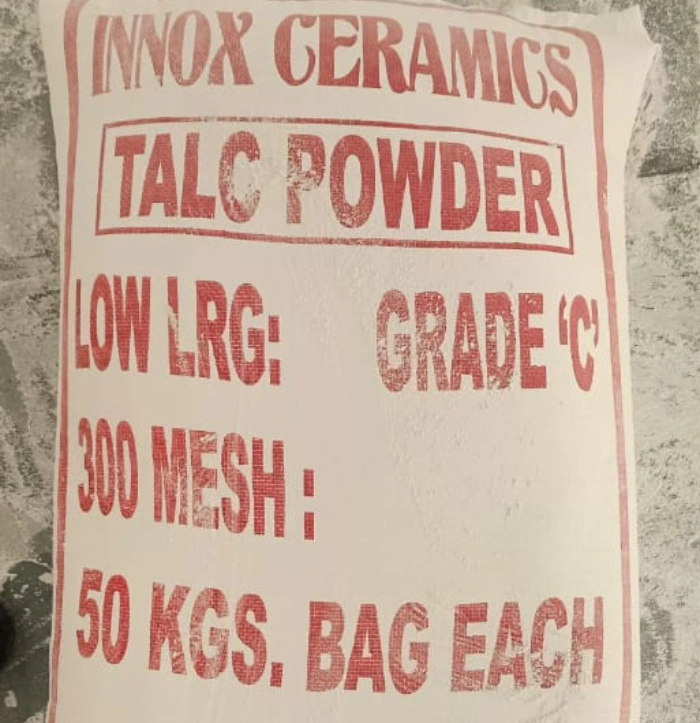 INNOX CERAMICS
TALC POWDER
LOW LRG: GRADE ‘C’
300 MESH :
50 KGS. BAG EACH